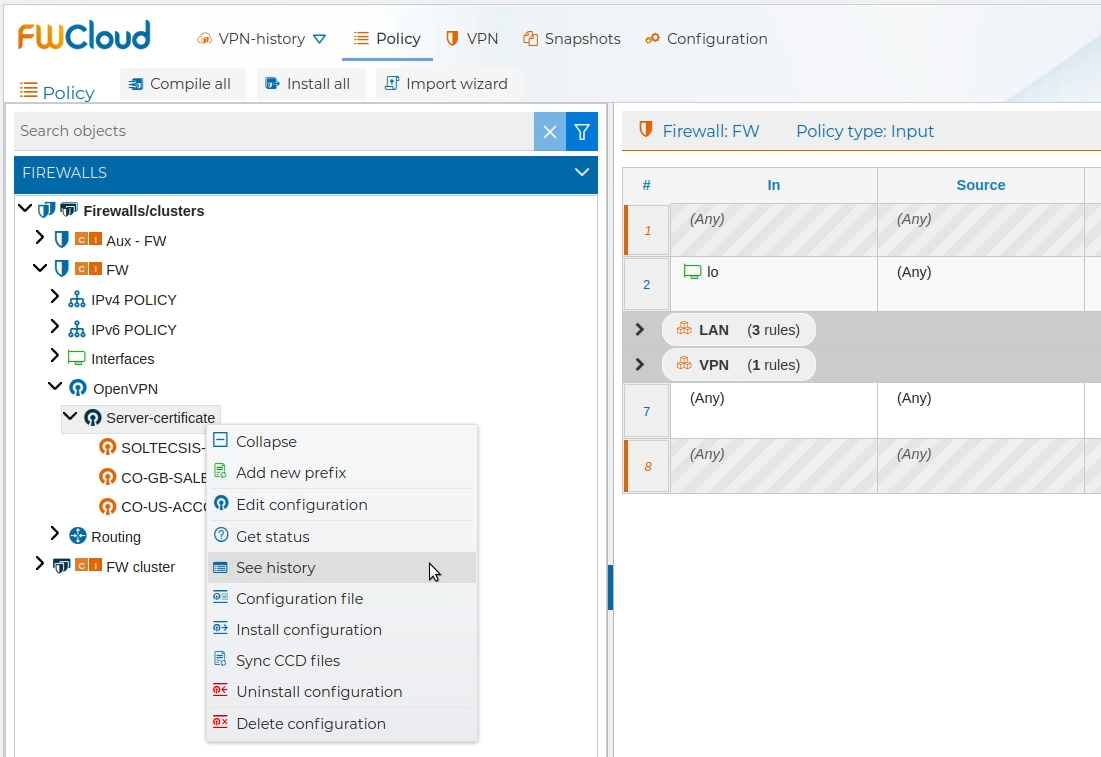 FWCloud
VPN-history
Policy
VPN
Snapshots
Configuration
Policy
Compile all
Install all
Import wizard
Search objects
FIREWALLS
Firewalls/clusters
C I Aux - FW
C I FW
IPv4 POLICY
IPv6 POLICY
Interfaces
OpenVPN
Server-certificate
SOLTECSIS-
CO-GB-SALE
CO-US-ACCO
Routing
C I FW cluster
Collapse
Add new prefix
Edit configuration
Get status
See history
Configuration file
Install configuration
Sync CCD files
Uninstall configuration
Delete configuration
Firewall: FW Policy type: Input
# In Source
1 (Any) (Any)
2 lo (Any)
LAN (3 rules)
VPN (1 rules)
7 (Any) (Any)
8 (Any) (Any)